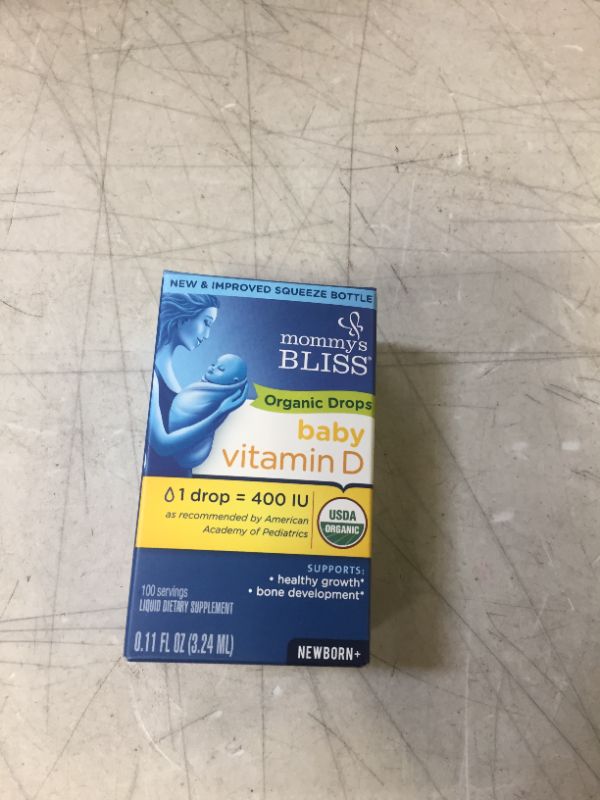 NEW & IMPROVED SQUEEZE BOTTLE
mommy's
BLISS®
Organic Drops
baby
vitamin D
1 drop = 400 IU
as recommended by American
Academy of Pediatrics
USDA
ORGANIC
SUPPORTS:
• healthy growth*
• bone development*
100 servings
LIQUID DIETARY SUPPLEMENT
0.11 FL OZ (3.24 ML)
NEWBORN+